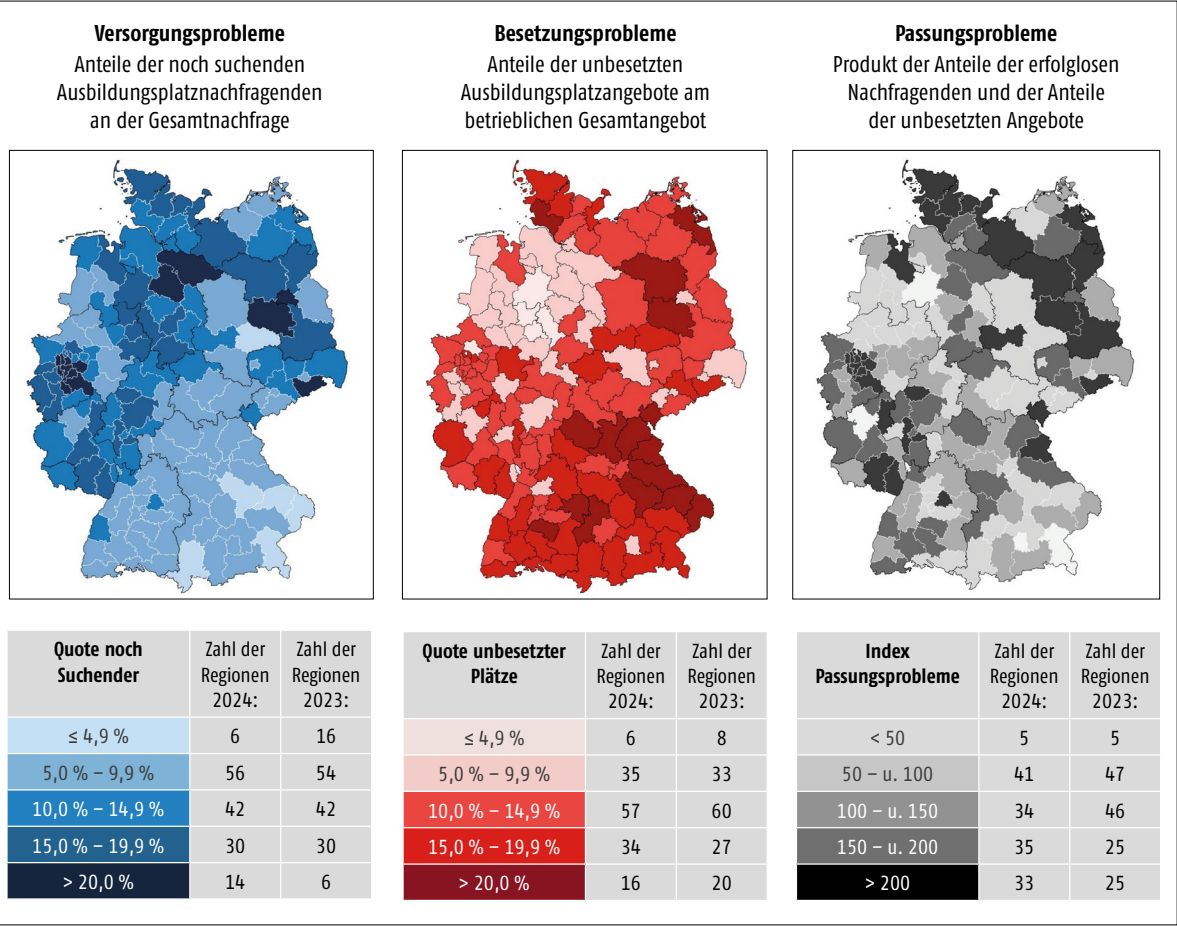 Versorgungsprobleme
Anteile der noch suchenden
Ausbildungsplatznachfragenden
an der Gesamtnachfrage
Besetzungsprobleme
Anteile der unbesetzten
Ausbildungsplatzangebote am
betrieblichen Gesamtangebot
Passungsprobleme
Produkt der Anteile der erfolglosen
Nachfragenden und der Anteile
der unbesetzten Angebote
Quote noch Suchender Zahl der Regionen 2024: Zahl der Regionen 2023:
≤ 4,9 % 6 16
5,0 % – 9,9 % 56 54
10,0 % – 14,9 % 42 42
15,0 % – 19,9 % 30 30
> 20,0 % 14 6
Quote unbesetzter Plätze Zahl der Regionen 2024: Zahl der Regionen 2023:
≤ 4,9 % 6 8
5,0 % – 9,9 % 35 33
10,0 % – 14,9 % 57 60
15,0 % – 19,9 % 34 27
> 20,0 % 16 20
Index Passungsprobleme Zahl der Regionen 2024: Zahl der Regionen 2023:
< 50 5 5
50 – u. 100 41 47
100 – u. 150 34 46
150 – u. 200 35 25
> 200 33 25